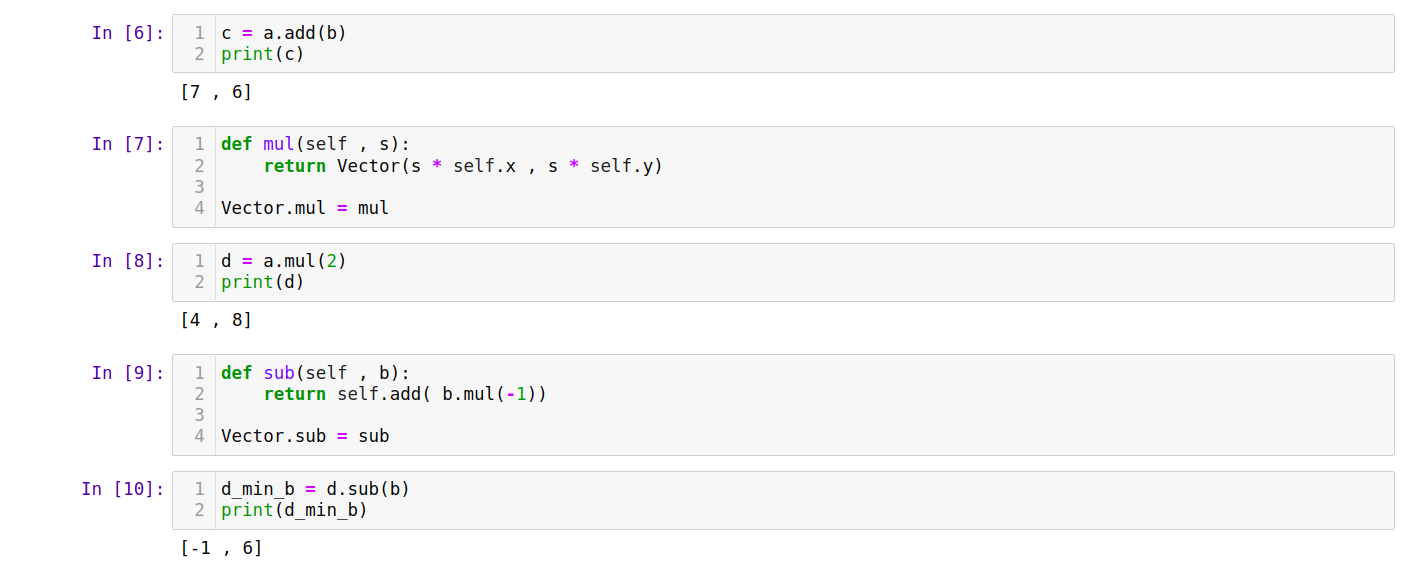 In [6]:
1 c = a.add(b)
2 print(c)
[7 , 6]
In [7]:
1 def mul(self , s):
2     return Vector(s * self.x , s * self.y)
3
4 Vector.mul = mul
In [8]:
1 d = a.mul(2)
2 print(d)
[4 , 8]
In [9]:
1 def sub(self , b):
2     return self.add( b.mul(-1))
3
4 Vector.sub = sub
In [10]:
1 d_min_b = d.sub(b)
2 print(d_min_b)
[-1 , 6]